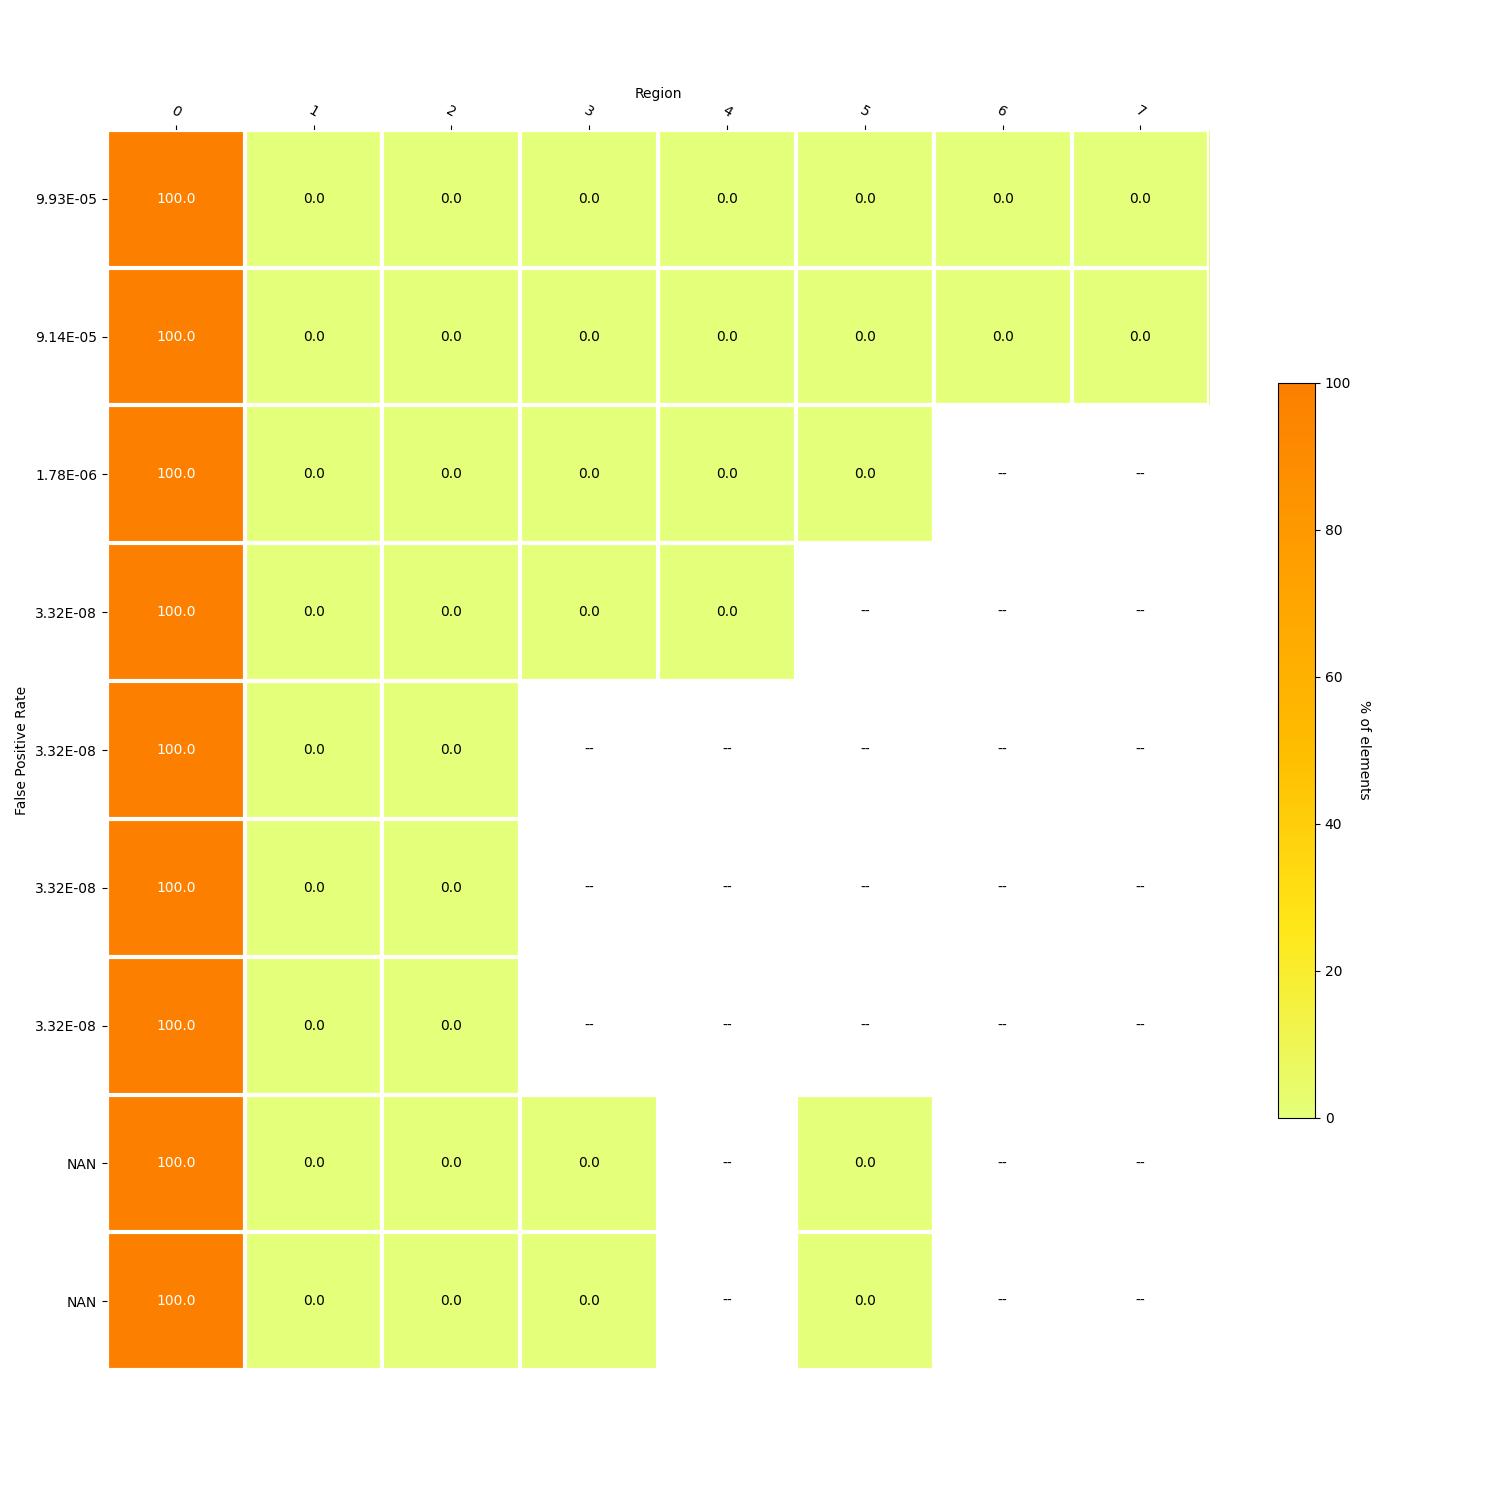 Region
0 1 2 3 4 5 6 7
9.93E-05 100.0 0.0 0.0 0.0 0.0 0.0 0.0 0.0
9.14E-05 100.0 0.0 0.0 0.0 0.0 0.0 0.0 0.0
1.78E-06 100.0 0.0 0.0 0.0 0.0 0.0 -- --
3.32E-08 100.0 0.0 0.0 0.0 0.0 -- -- --
3.32E-08 100.0 0.0 0.0 -- -- -- -- --
3.32E-08 100.0 0.0 0.0 -- -- -- -- --
3.32E-08 100.0 0.0 0.0 -- -- -- -- --
NAN 100.0 0.0 0.0 0.0 -- 0.0 -- --
NAN 100.0 0.0 0.0 0.0 -- 0.0 -- --
False Positive Rate
100
80
60
40
20
0
% of elements